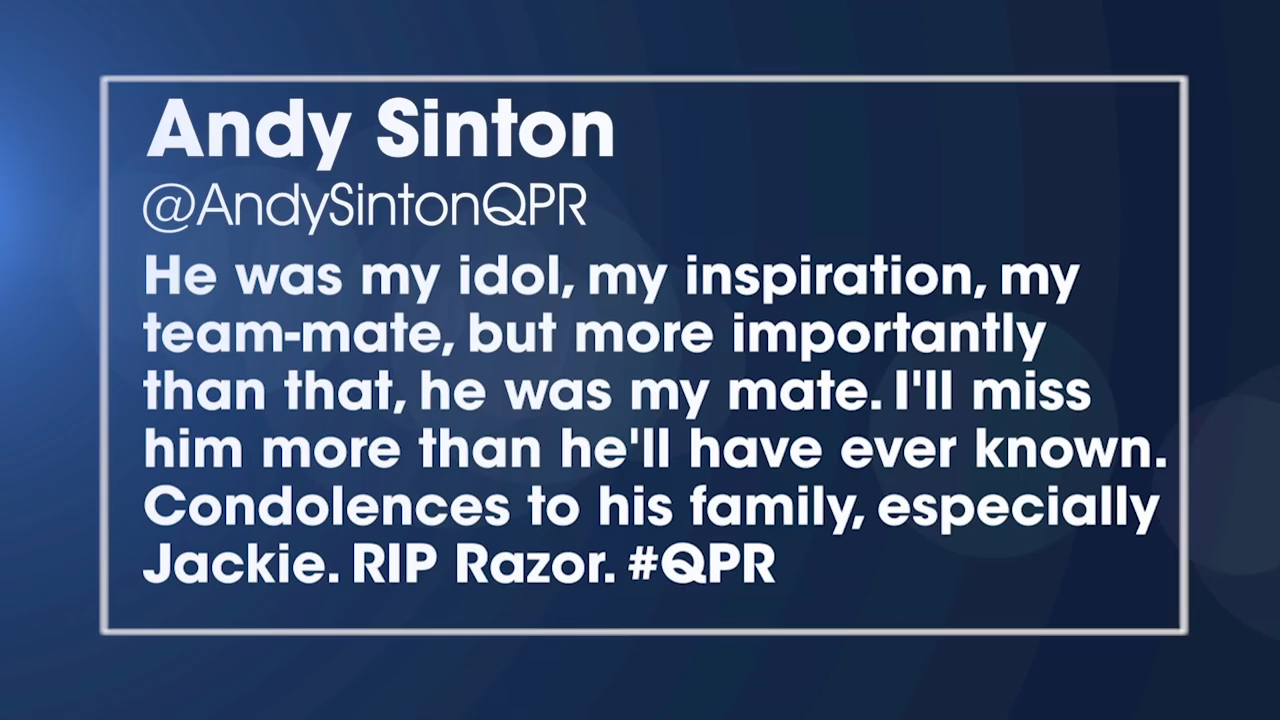 Andy Sinton
@AndySintonQPR
He was my idol, my inspiration, my
team-mate, but more importantly
than that, he was my mate. I'll miss
him more than he'll have ever known.
Condolences to his family, especially
Jackie. RIP Razor. #QPR